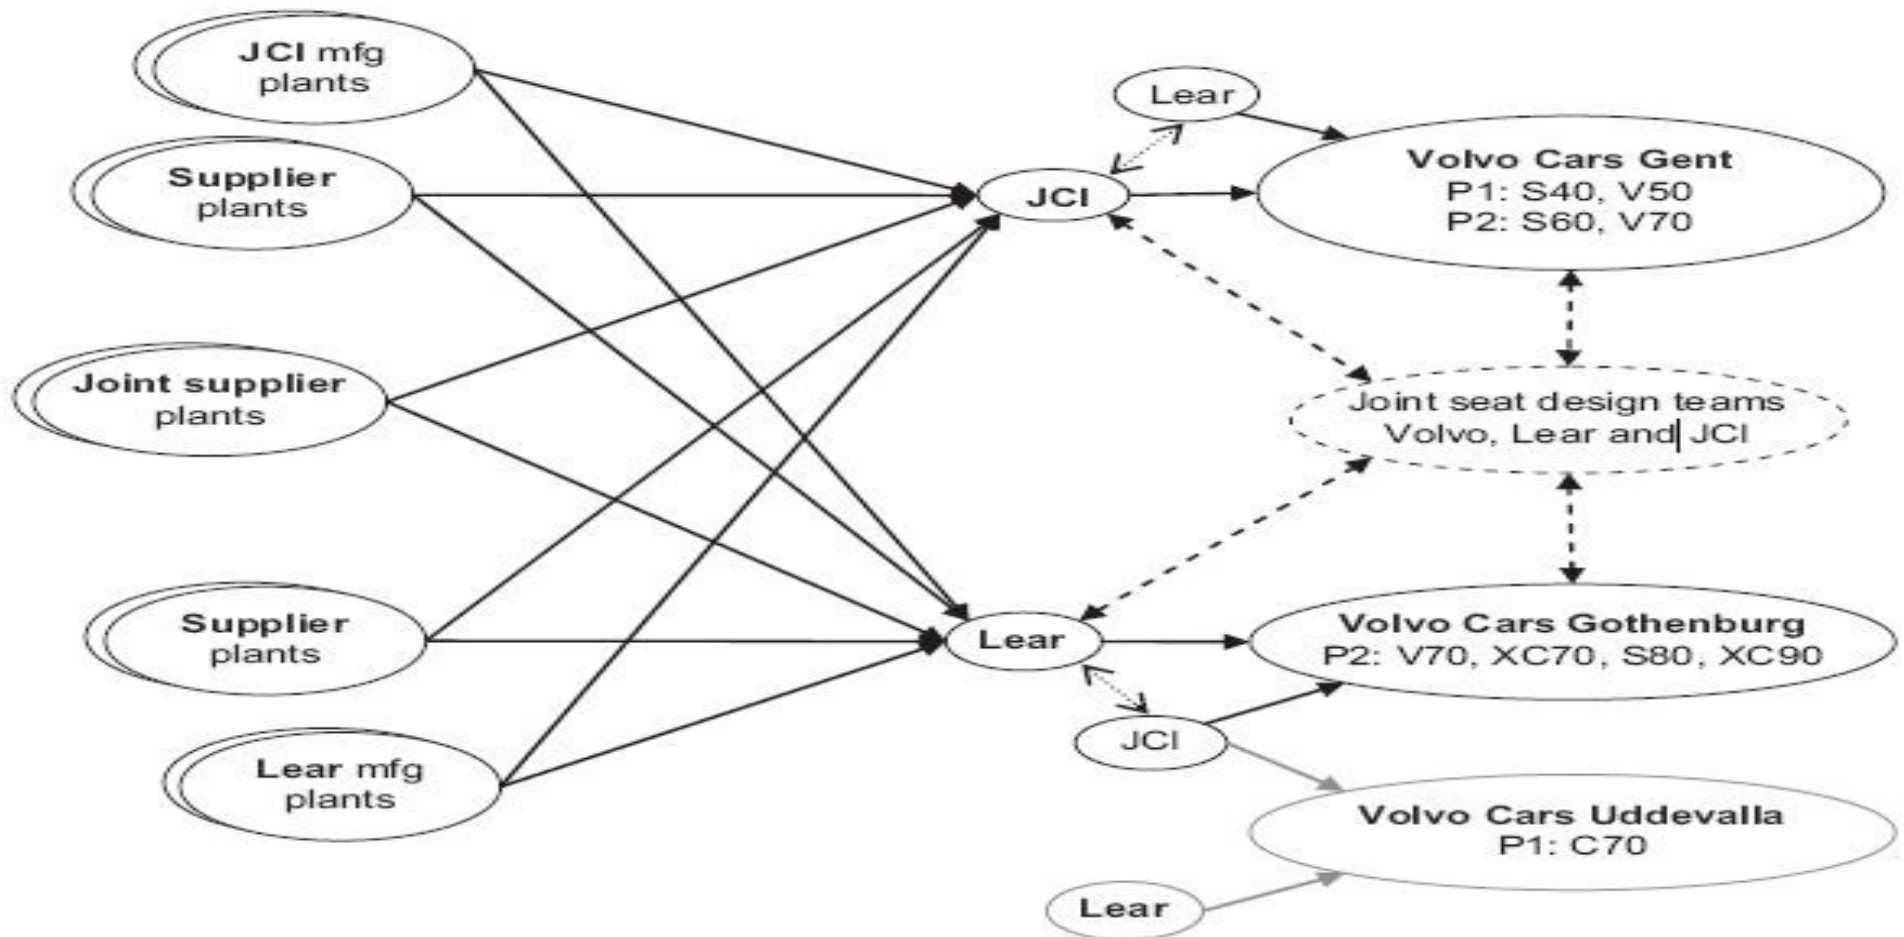 JCI mfg
plants
Supplier
plants
Joint supplier
plants
Supplier
plants
Lear mfg
plants
JCI
Lear
Lear
JCI
Lear
Volvo Cars Gent
P1: S40, V50
P2: S60, V70
Joint seat design teams
Volvo, Lear and JCI
Volvo Cars Gothenburg
P2: V70, XC70, S80, XC90
Volvo Cars Uddevalla
P1: C70